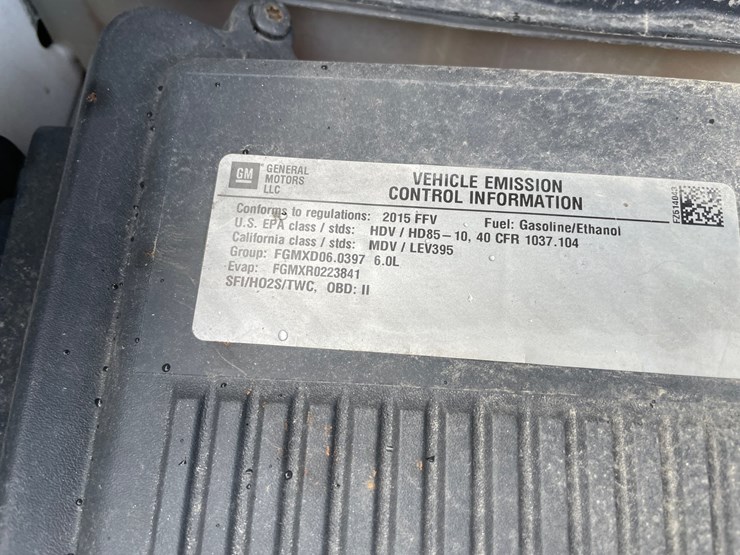 GM GENERAL MOTORS LLC
VEHICLE EMISSION
CONTROL INFORMATION
Conforms to regulations: 2015 FFV Fuel: Gasoline/Ethanol
U.S. EPA class / stds: HDV / HD85-10, 40 CFR 1037.104
California class / stds: MDV / LEV395
Group: FGMXD06.0397 6.0L
Evap: FGMXR0223841
SFI/HO2S/TWC, OBD: II